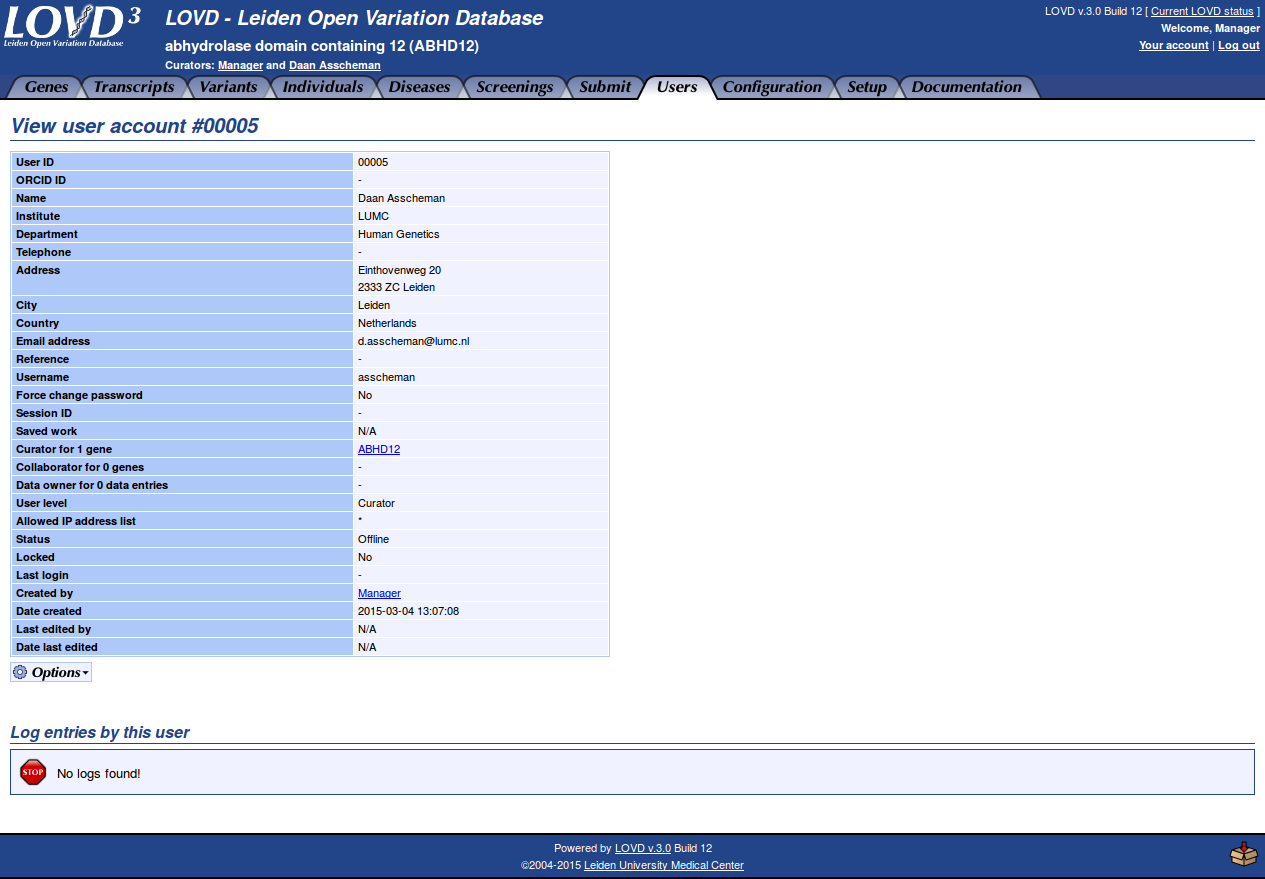 LOVD 3
Leiden Open Variation Database
LOVD - Leiden Open Variation Database
abhydrolase domain containing 12 (ABHD12)
Curators: Manager and Daan Asscheman
LOVD v.3.0 Build 12 [ Current LOVD status ]
Welcome, Manager
Your account | Log out
Genes Transcripts Variants Individuals Diseases Screenings Submit Users Configuration Setup Documentation
View user account #00005
User ID 00005
ORCID ID -
Name Daan Asscheman
Institute LUMC
Department Human Genetics
Telephone -
Address Einthovenweg 20
2333 ZC Leiden
City Leiden
Country Netherlands
Email address d.asscheman@lumc.nl
Reference -
Username asscheman
Force change password No
Session ID -
Saved work N/A
Curator for 1 gene ABHD12
Collaborator for 0 genes -
Data owner for 0 data entries -
User level Curator
Allowed IP address list *
Status Offline
Locked No
Last login -
Created by Manager
Date created 2015-03-04 13:07:08
Last edited by N/A
Date last edited N/A
Options
Log entries by this user
STOP No logs found!
Powered by LOVD v.3.0 Build 12
©2004-2015 Leiden University Medical Center